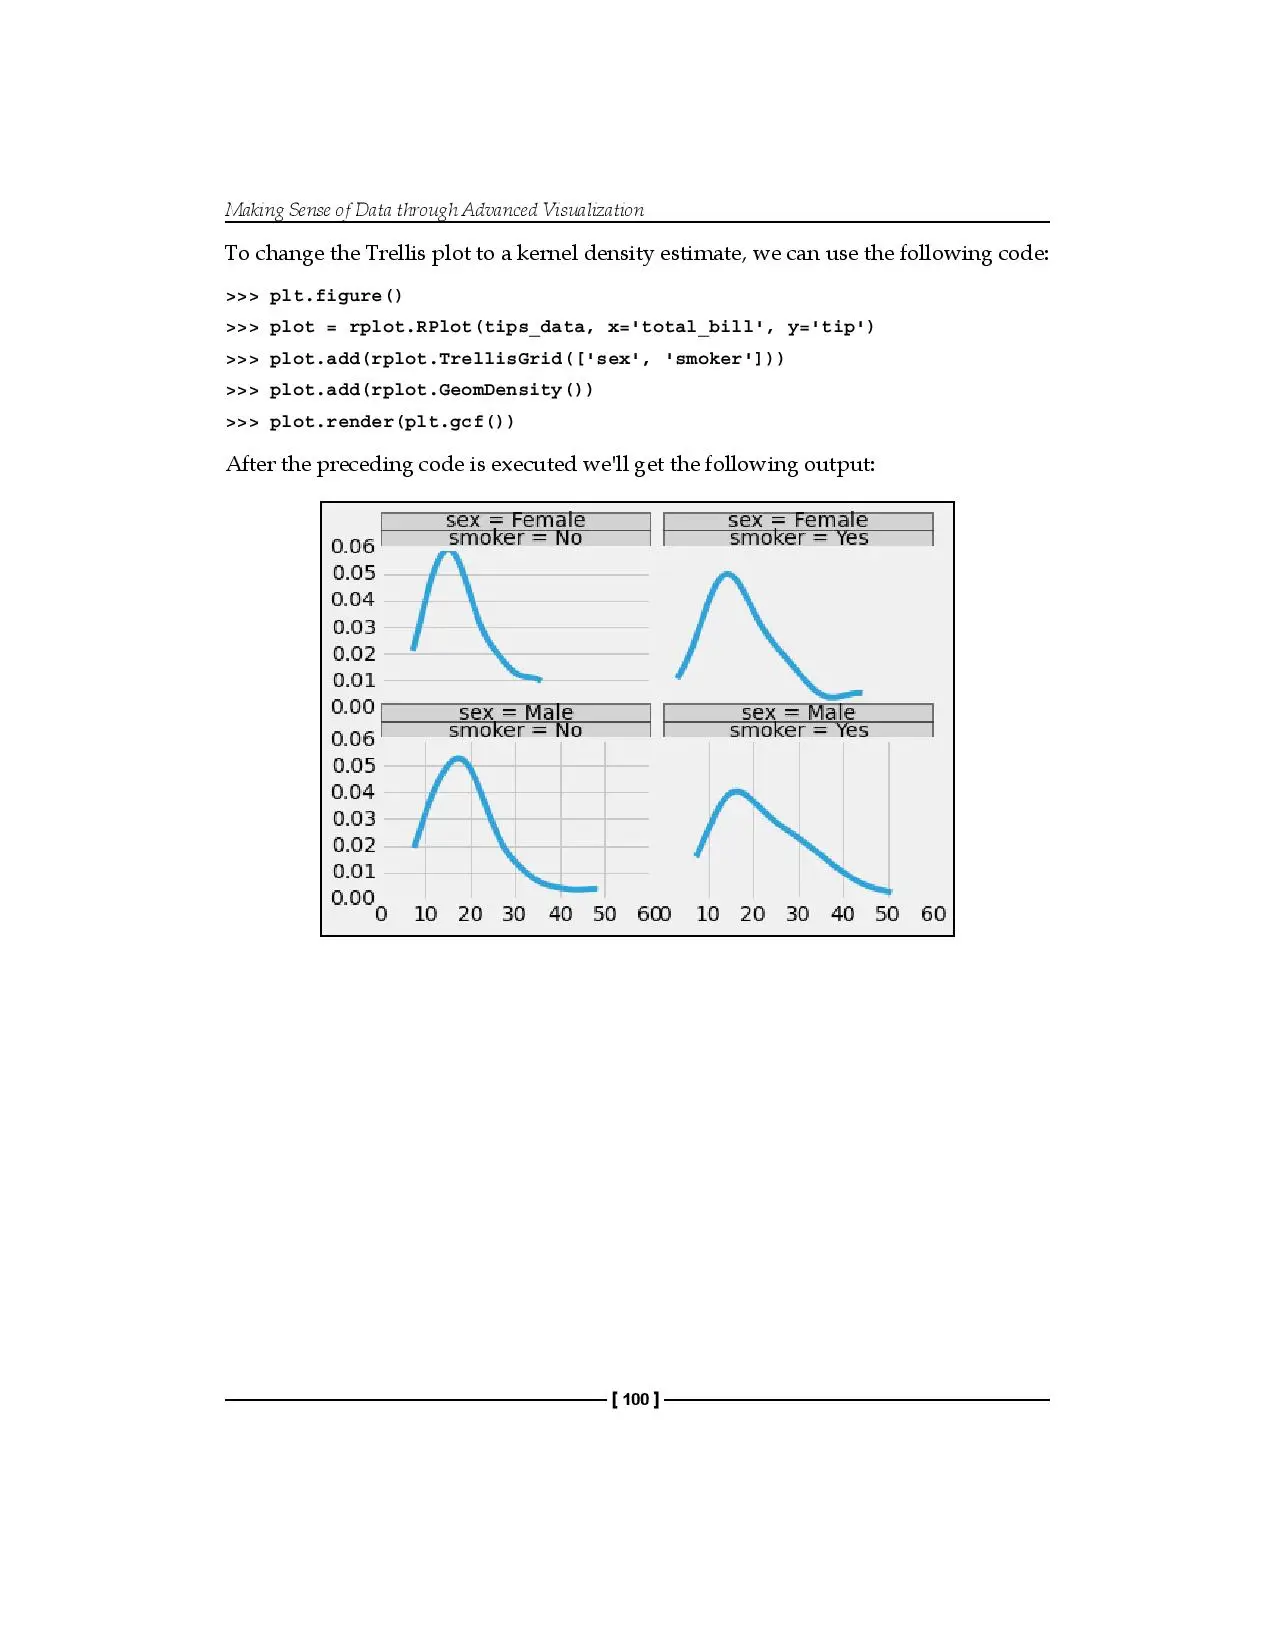 Making Sense of Data through Advanced Visualization
To change the Trellis plot to a kernel density estimate, we can use the following code:
>>> plt.figure()
>>> plot = rplot.RPlot(tips_data, x='total_bill', y='tip')
>>> plot.add(rplot.TrellisGrid(['sex', 'smoker']))
>>> plot.add(rplot.GeomDensity())
>>> plot.render(plt.gcf())
After the preceding code is executed we'll get the following output:
sex = Female sex = Female
smoker = No smoker = Yes
0.06
0.05
0.04
0.03
0.02
0.01
0.00
sex = Male sex = Male
smoker = No smoker = Yes
0.06
0.05
0.04
0.03
0.02
0.01
0.00
0 10 20 30 40 50 60 0 10 20 30 40 50 60
[ 100 ]